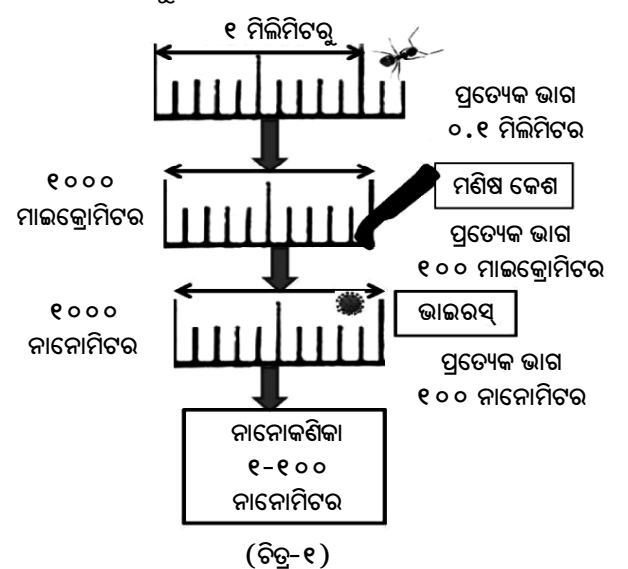 ୧ ମିଲିମିଟରୁ
ପ୍ରତ୍ୟେକ ଭାଗ
୦.୧ ମିଲିମିଟର
୧୦୦୦
ମାଇକ୍ରୋମିଟର
ମଣିଷ କେଶ
ପ୍ରତ୍ୟେକ ଭାଗ
୧୦୦ ମାଇକ୍ରୋମିଟର
୧୦୦୦
ନାନୋମିଟର
ଭାଇରସ୍
ପ୍ରତ୍ୟେକ ଭାଗ
୧୦୦ ନାନୋମିଟର
ନାନୋକଣିକା
୧-୧୦୦
ନାନୋମିଟର
(ଚିତ୍ର-୧)